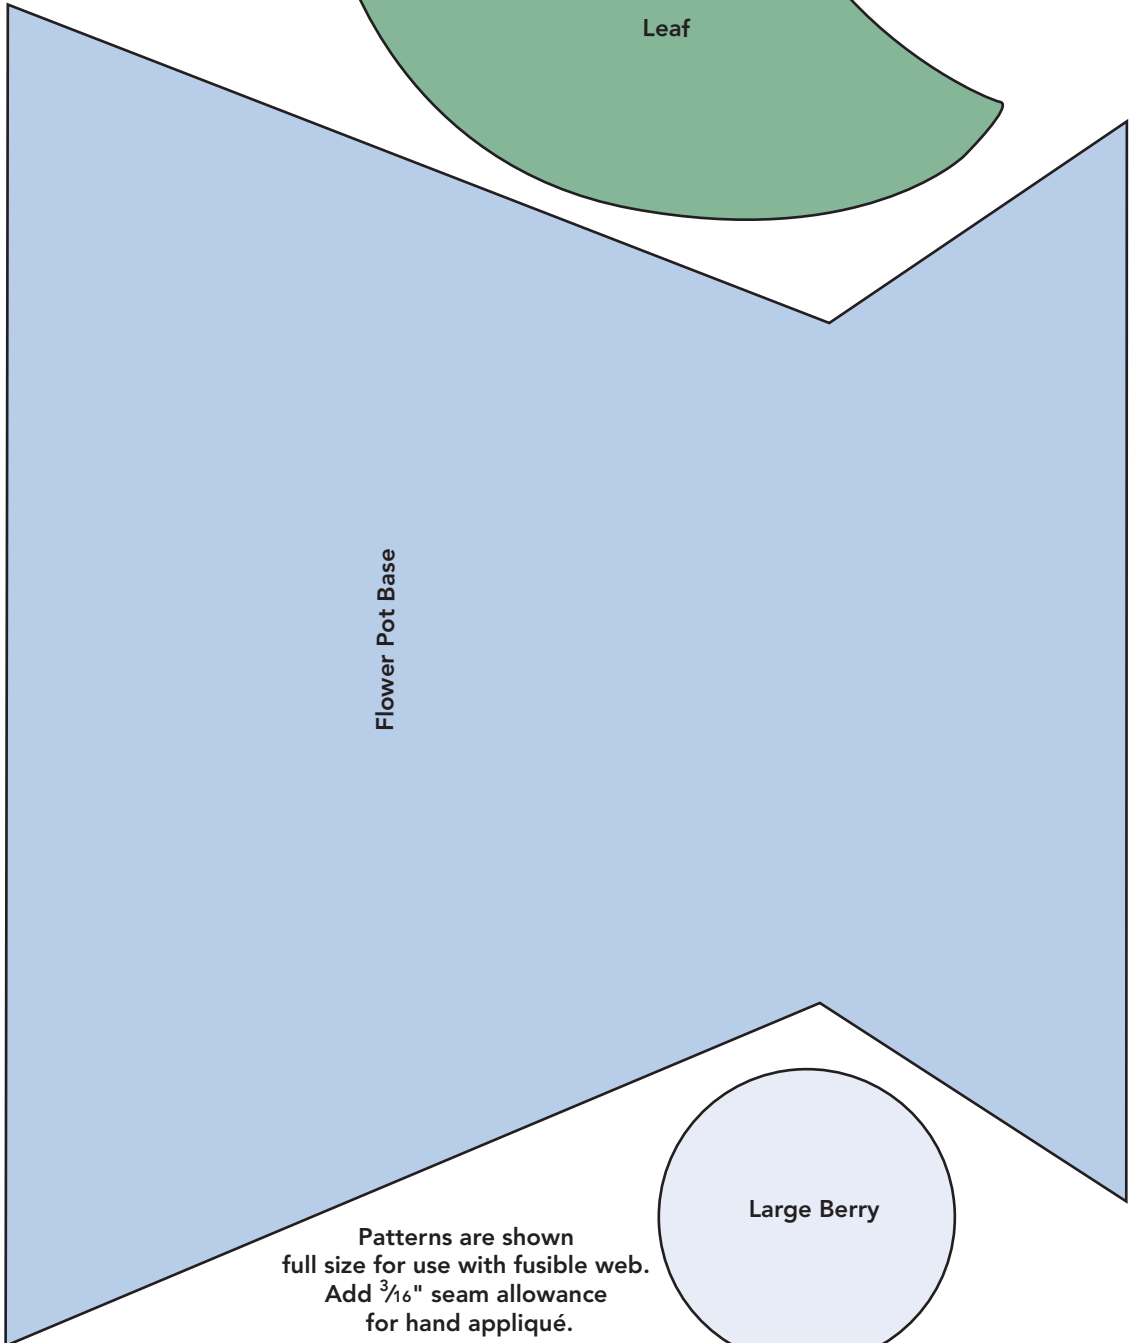 Leaf
Flower Pot Base
Large Berry
Patterns are shown
full size for use with fusible web.
Add 3/16" seam allowance
for hand appliqué.